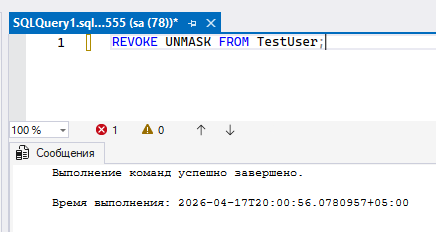 SQLQuery1.sql...555 (sa (78))*
1 REVOKE UNMASK FROM TestUser;
100 % 1 0
Сообщения
Выполнение команд успешно завершено.
Время выполнения: 2026-04-17T20:00:56.0780957+05:00